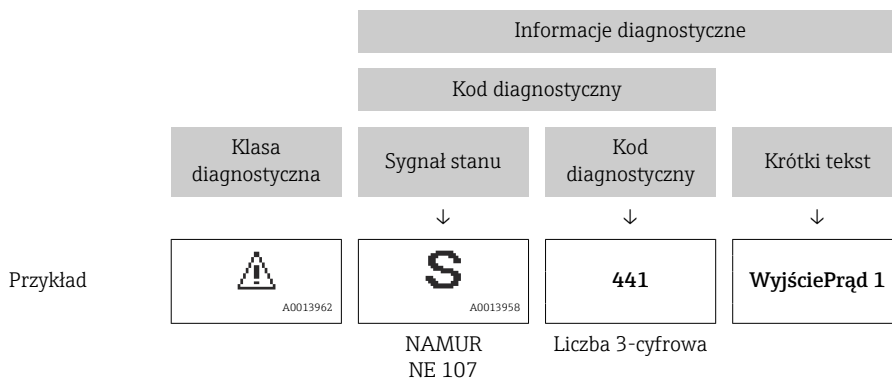 Informacje diagnostyczne
Kod diagnostyczny
Klasa
diagnostyczna
Sygnał stanu
Kod
diagnostyczny
Krótki tekst
↓ ↓ ↓
Przykład
⚠
A0013962
S
A0013958
441
WyjściePrąd 1
NAMUR
NE 107
Liczba 3-cyfrowa